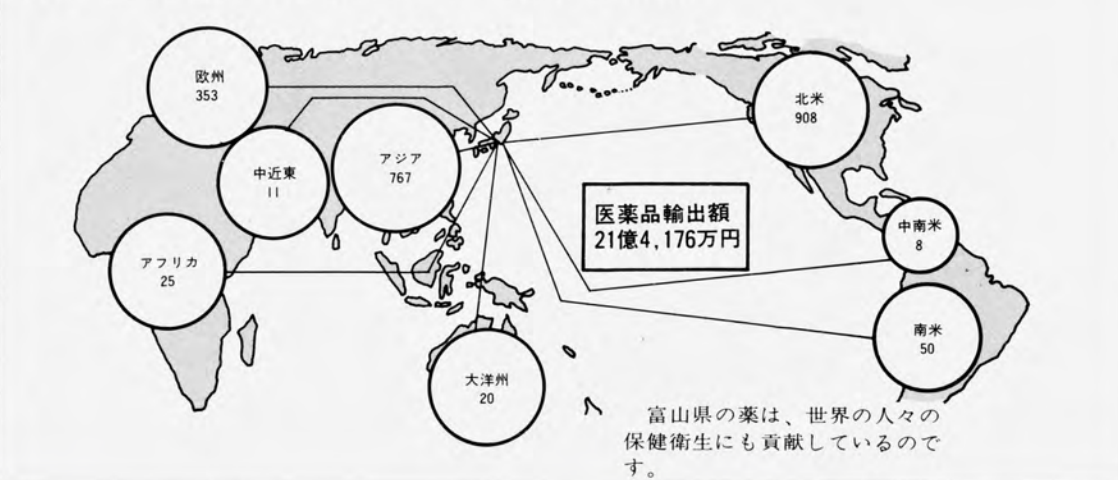 欧州
353
中近東
11
アジア
767
北米
908
医薬品輸出額
21億4,176万円
中南米
8
アフリカ
25
南米
50
大洋州
20
富山県の薬は、世界の人々の
保健衛生にも貢献しているので
す。